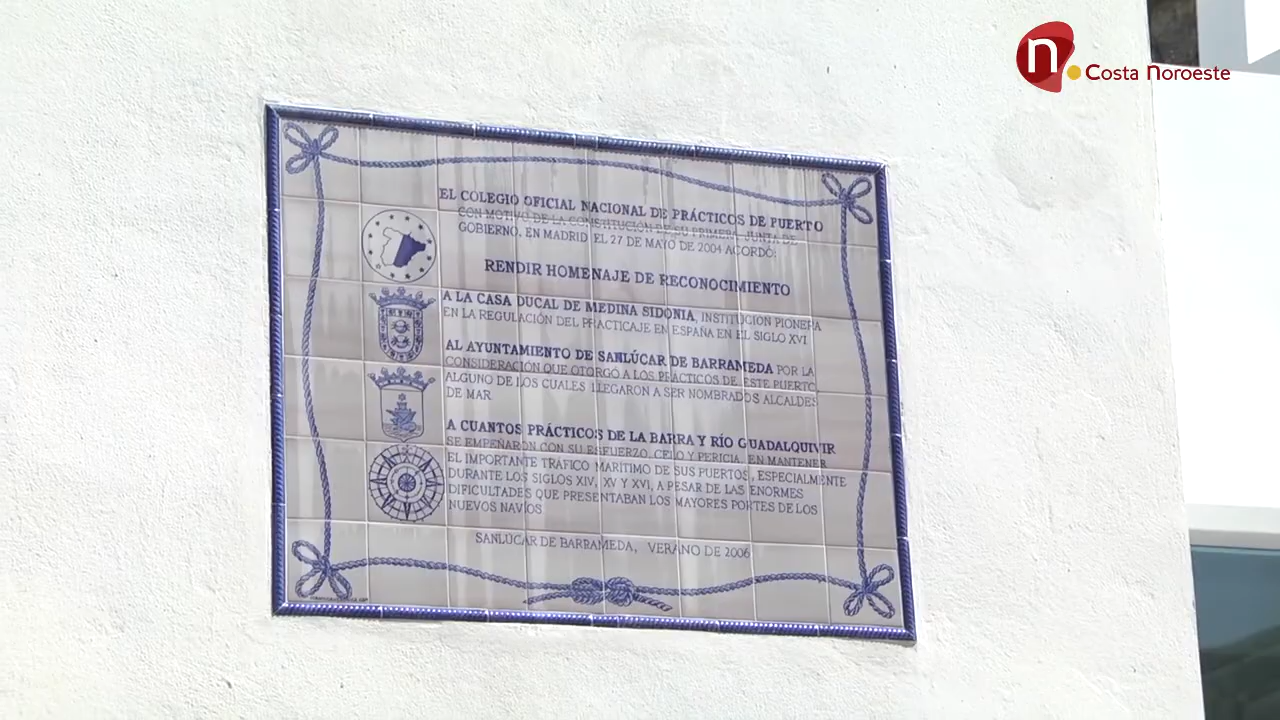 n.
Costa Noroeste
EL COLEGIO OFICIAL NACIONAL DE PRÁCTICOS DE PUERTO
CON MOTIVO DE LA CONSTITUCIÓN DE SU PRIMERA JUNTA DE
GOBIERNO, EN MADRID EL 27 DE MAYO DE 2004 ACORDÓ:
RENDIR HOMENAJE DE RECONOCIMIENTO
A LA CASA DUCAL DE MEDINA SIDONIA, INSTITUCIÓN PIONERA
EN LA REGULACIÓN DEL PRACTICAJE EN ESPAÑA EN EL SIGLO XVI
AL AYUNTAMIENTO DE SANLÚCAR DE BARRAMEDA POR LA
CONSIDERACIÓN QUE OTORGÓ A LOS PRÁCTICOS DE ESTE PUERTO,
ALGUNO DE LOS CUALES LLEGARON A SER NOMBRADOS ALCALDES
DE MAR
A CUANTOS PRÁCTICOS DE LA BARRA Y RÍO GUADALQUIVIR
SE EMPEÑARON CON SU ESFUERZO, CELO Y PERICIA, EN MANTENER
EL IMPORTANTE TRÁFICO MARÍTIMO DE SUS PUERTOS, ESPECIALMENTE
DURANTE LOS SIGLOS XIV, XV Y XVI, A PESAR DE LAS ENORMES
DIFICULTADES QUE PRESENTABAN LOS MAYORES PORTES DE LOS
NUEVOS NAVÍOS
SANLÚCAR DE BARRAMEDA, VERANO DE 2006